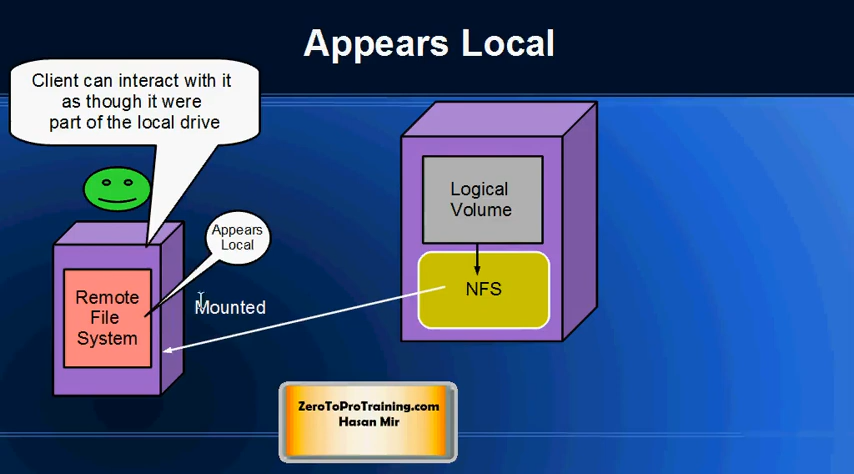 Appears Local
Client can interact with it
as though it were
part of the local drive
Logical
Volume
Appears
Local
Remote
File
System
Mounted
NFS
ZeroToProTraining.com
Hasan Mir